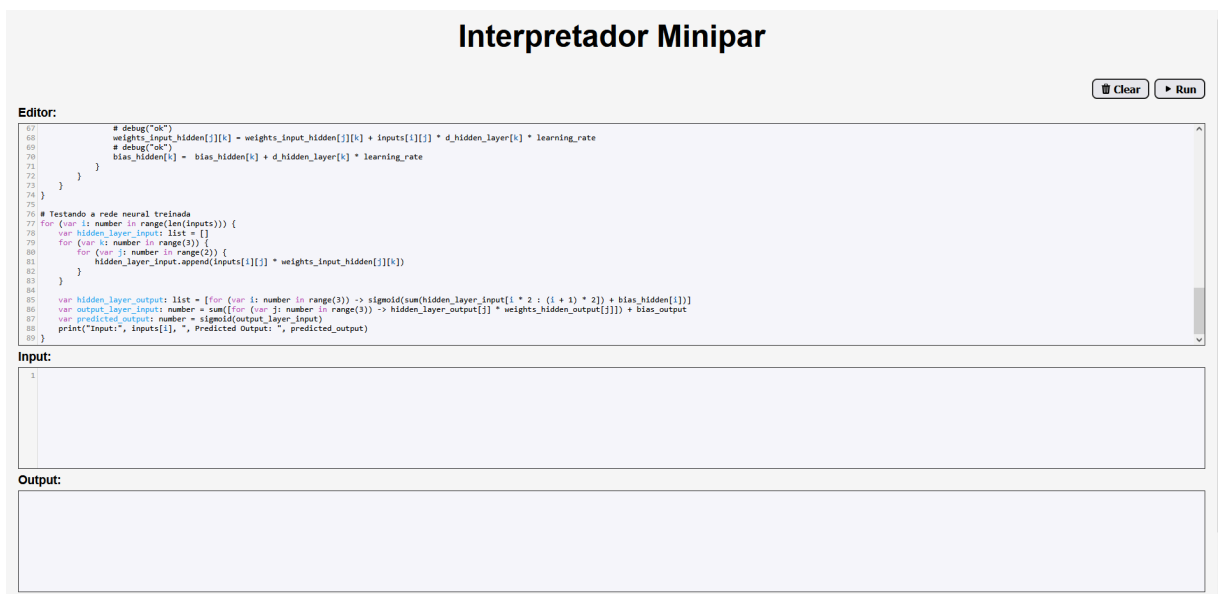 Interpretador Minipar
Clear
Run
Editor:
67 # debug("ok")
68 weights_input_hidden[j][k] = weights_input_hidden[j][k] + inputs[i][j] * d_hidden_layer[k] * learning_rate
69 # debug("ok")
70 bias_hidden[k] =  bias_hidden[k] + d_hidden_layer[k] * learning_rate
71 }
72 }
73 }
74 }
75
76 # Testando a rede neural treinada
77 for (var i: number in range(len(inputs))) {
78 var hidden_layer_input: list = []
79 for (var k: number in range(3)) {
80 for (var j: number in range(2)) {
81 hidden_layer_input.append(inputs[i][j] * weights_input_hidden[j][k])
82 }
83 }
84
85 var hidden_layer_output: list = [for (var i: number in range(3)) -> sigmoid(sum(hidden_layer_input[i * 2 : (i + 1) * 2]) + bias_hidden[i])]
86 var output_layer_input: number = sum([for (var j: number in range(3)) -> hidden_layer_output[j] * weights_hidden_output[j]]) + bias_output
87 var predicted_output: number = sigmoid(output_layer_input)
88 print("Input:", inputs[i], ", Predicted Output: ", predicted_output)
89 }
Input:
1
Output: